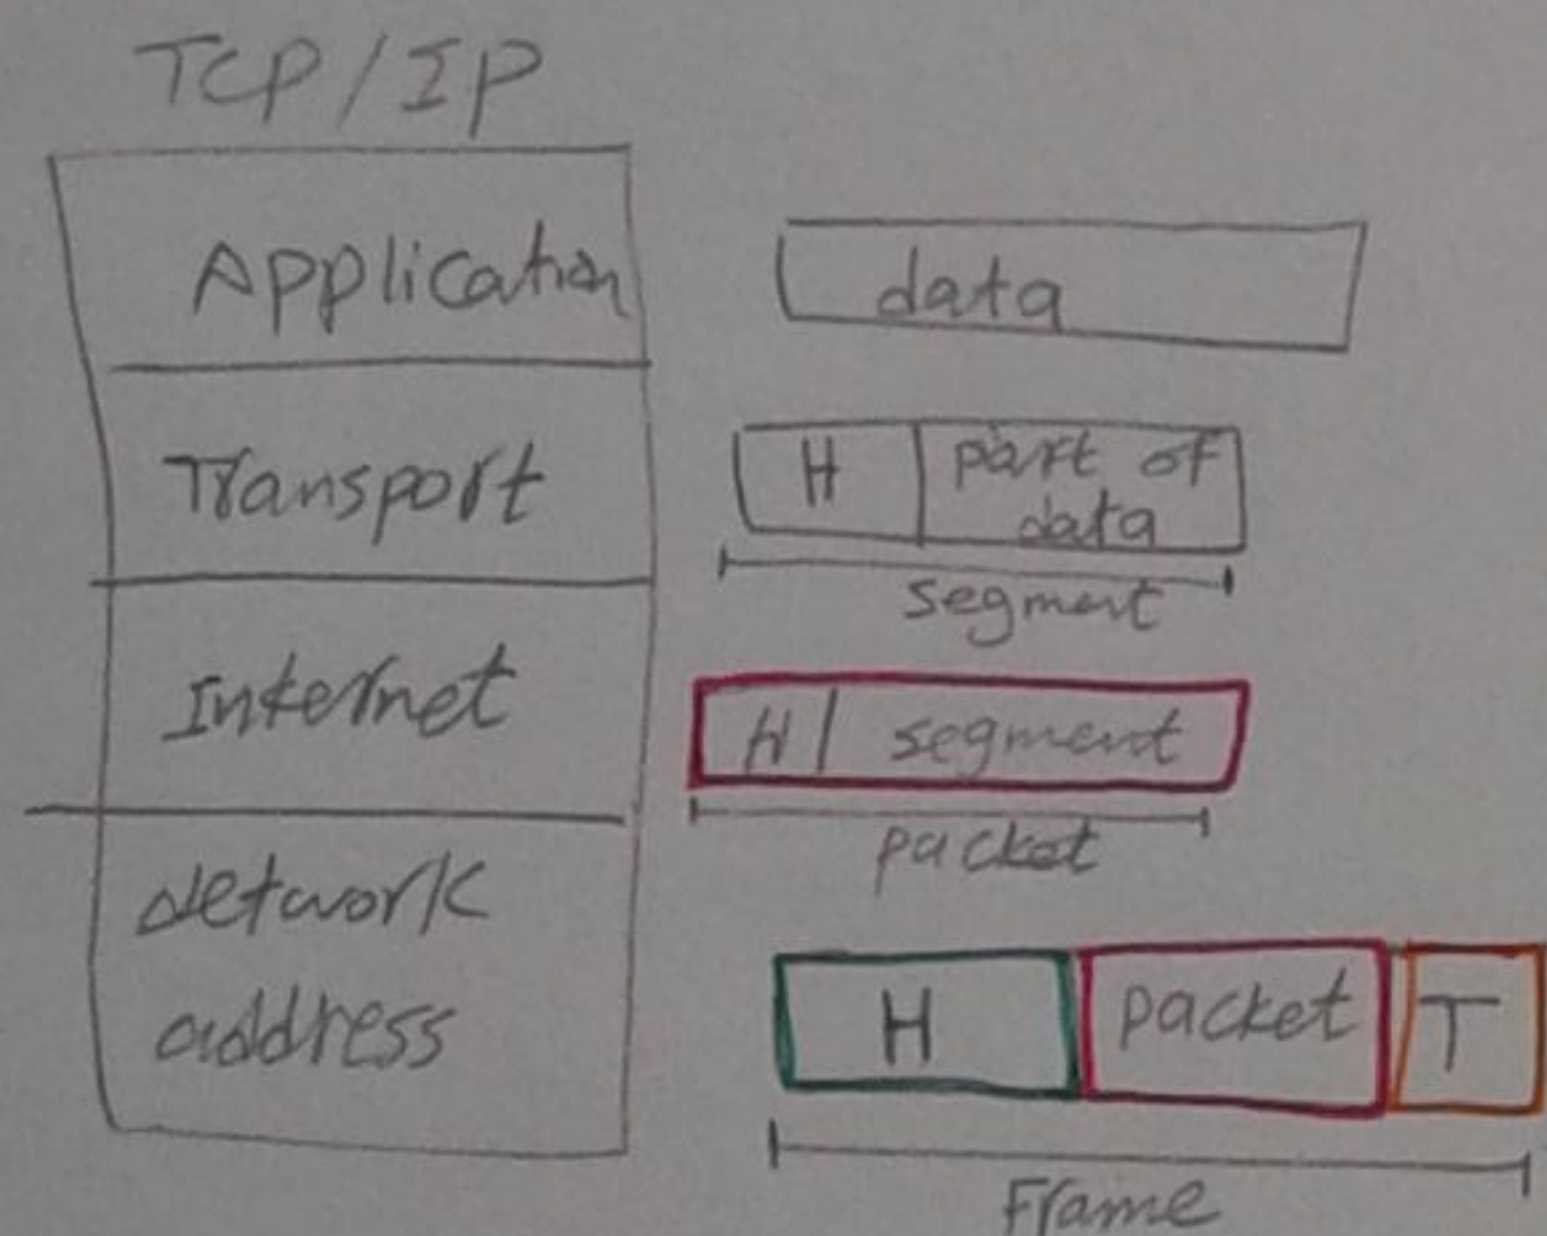 TCP/IP
Application
data
Transport
H
part of
data
segment
Internet
H
segment
packet
Network
address
H
packet
T
Frame